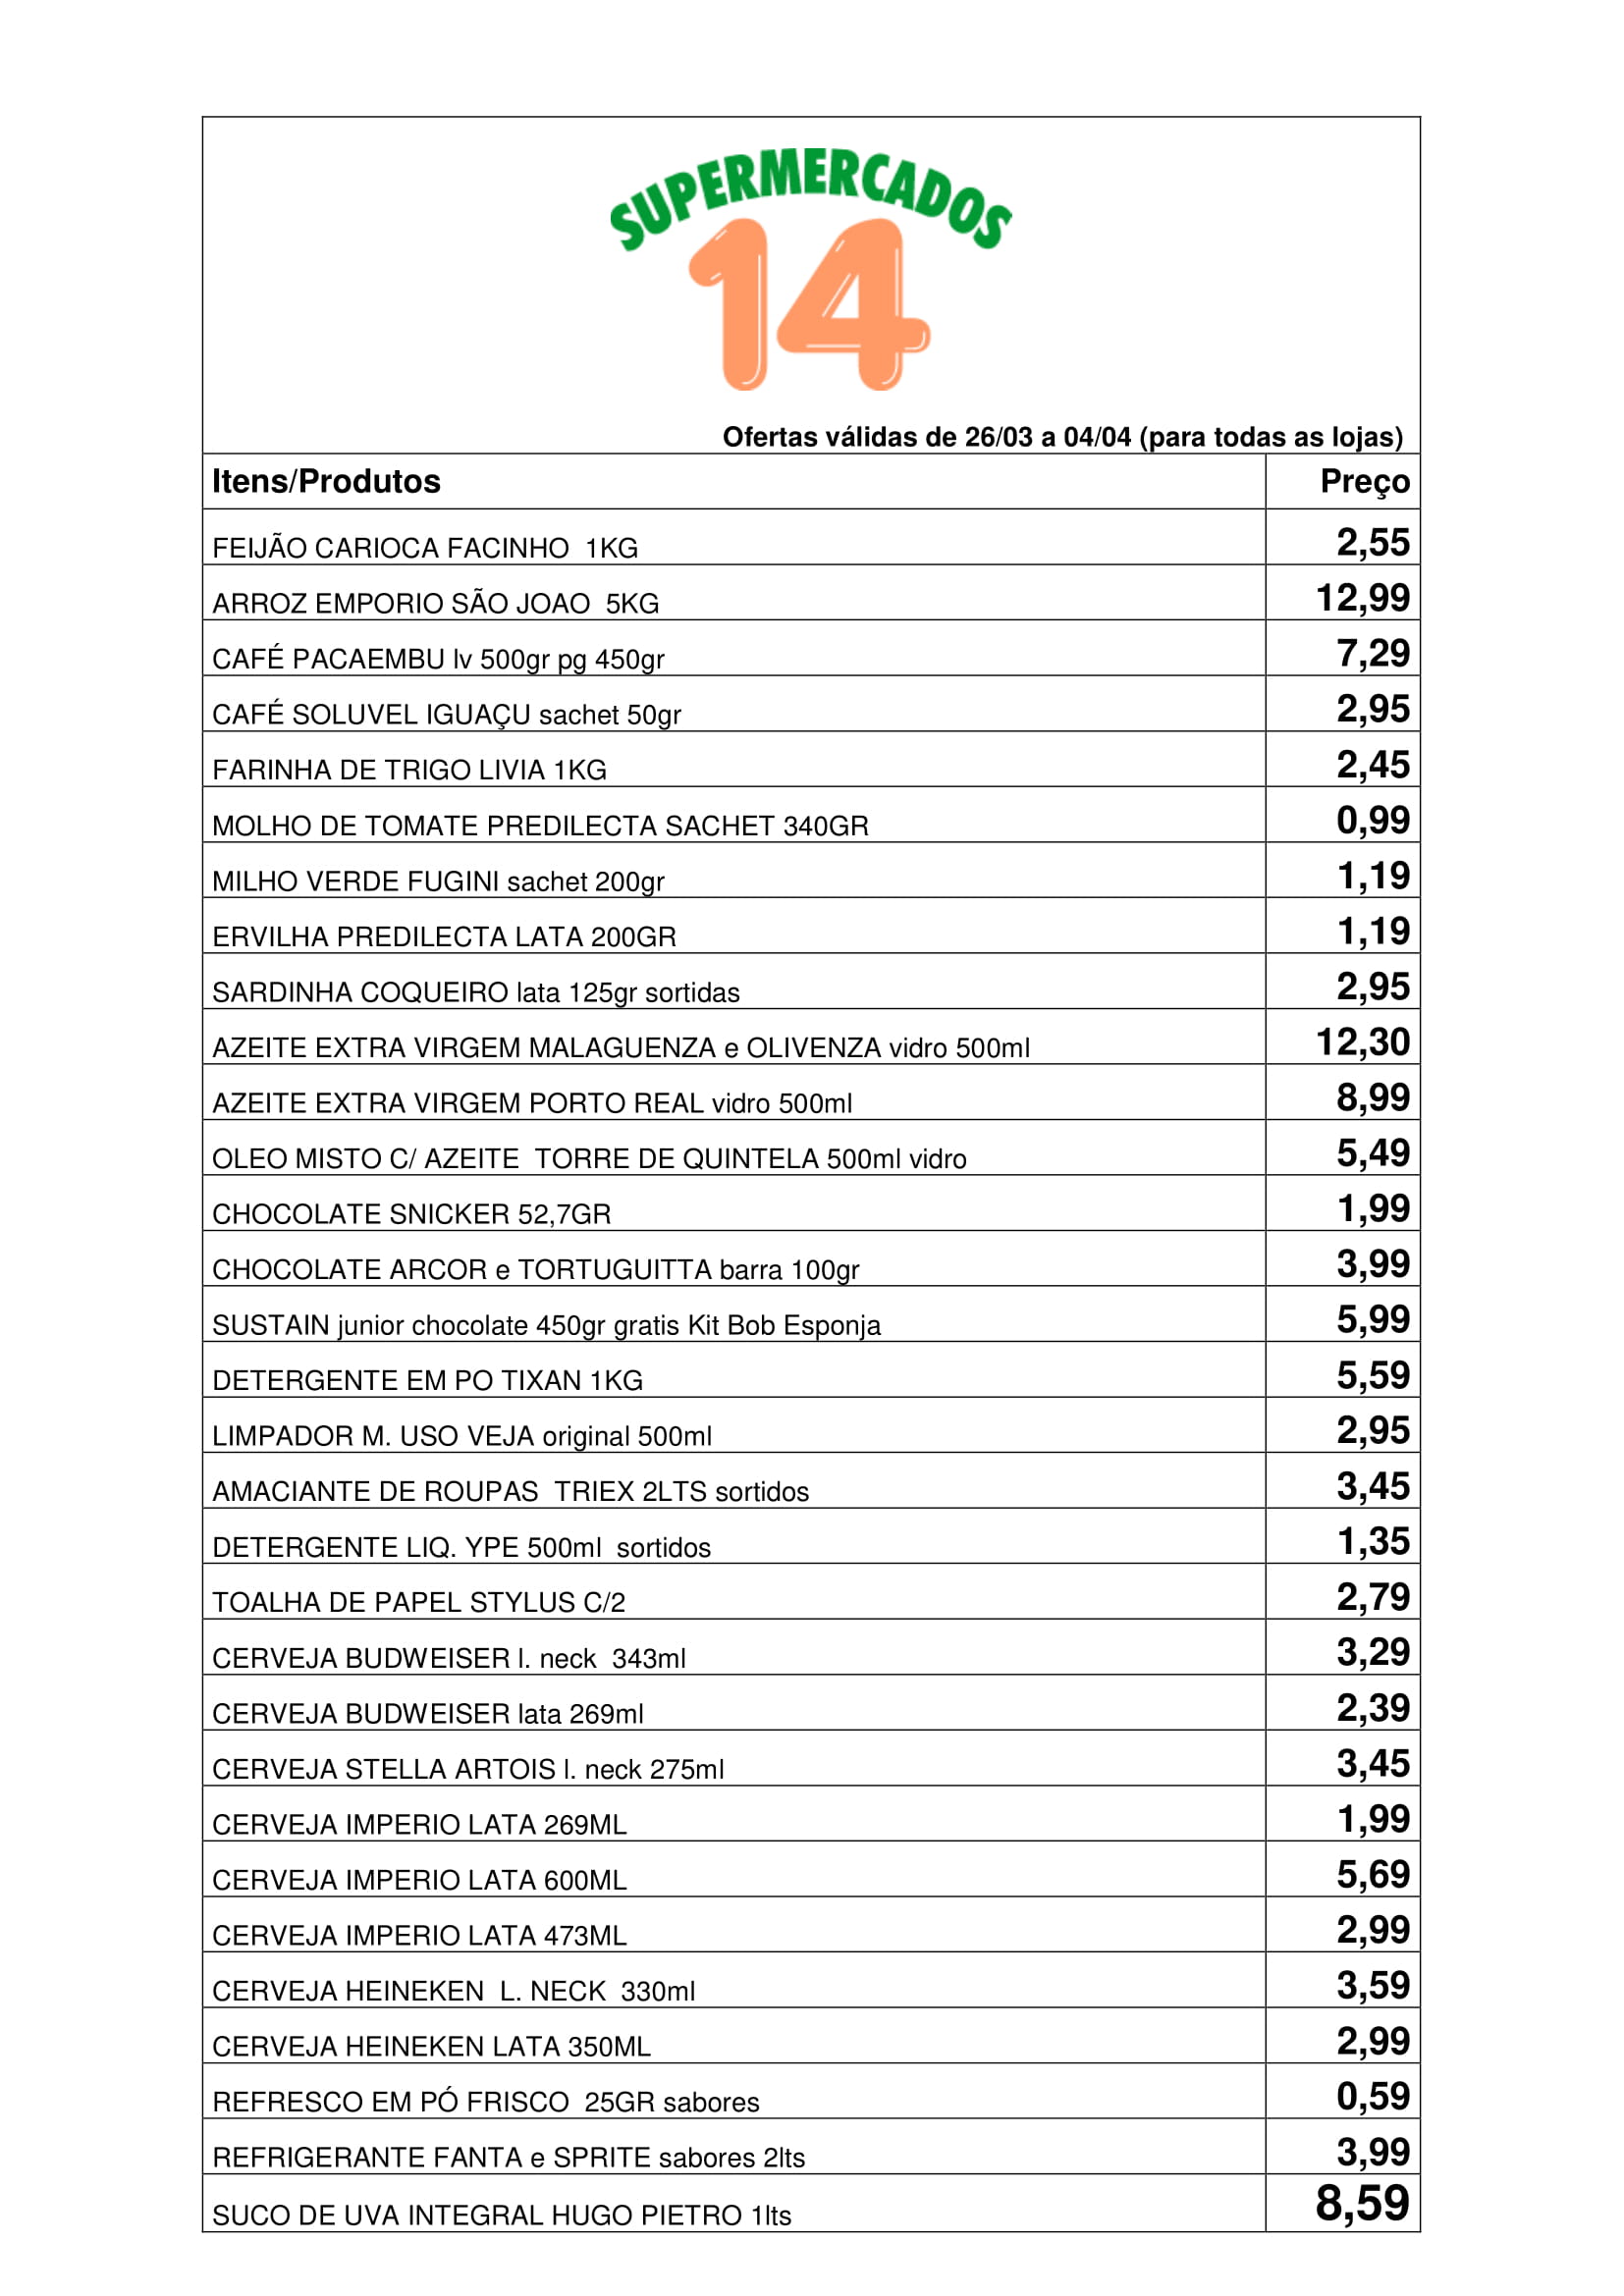 SUPERMERCADOS
14
Ofertas válidas de 26/03 a 04/04 (para todas as lojas)
Itens/Produtos Preço
FEIJÃO CARIOCA FACINHO  1KG 2,55
ARROZ EMPORIO SÃO JOAO  5KG 12,99
CAFÉ PACAEMBU lv 500gr pg 450gr 7,29
CAFÉ SOLUVEL IGUAÇU sachet 50gr 2,95
FARINHA DE TRIGO LIVIA 1KG 2,45
MOLHO DE TOMATE PREDILECTA SACHET 340GR 0,99
MILHO VERDE FUGINI sachet 200gr 1,19
ERVILHA PREDILECTA LATA 200GR 1,19
SARDINHA COQUEIRO lata 125gr sortidas 2,95
AZEITE EXTRA VIRGEM MALAGUENZA e OLIVENZA vidro 500ml 12,30
AZEITE EXTRA VIRGEM PORTO REAL vidro 500ml 8,99
OLEO MISTO C/ AZEITE  TORRE DE QUINTELA 500ml vidro 5,49
CHOCOLATE SNICKER 52,7GR 1,99
CHOCOLATE ARCOR e TORTUGUITTA barra 100gr 3,99
SUSTAIN junior chocolate 450gr gratis Kit Bob Esponja 5,99
DETERGENTE EM PO TIXAN 1KG 5,59
LIMPADOR M. USO VEJA original 500ml 2,95
AMACIANTE DE ROUPAS  TRIEX 2LTS sortidos 3,45
DETERGENTE LIQ. YPE 500ml  sortidos 1,35
TOALHA DE PAPEL STYLUS C/2 2,79
CERVEJA BUDWEISER l. neck  343ml 3,29
CERVEJA BUDWEISER lata 269ml 2,39
CERVEJA STELLA ARTOIS l. neck 275ml 3,45
CERVEJA IMPERIO LATA 269ML 1,99
CERVEJA IMPERIO LATA 600ML 5,69
CERVEJA IMPERIO LATA 473ML 2,99
CERVEJA HEINEKEN  L. NECK  330ml 3,59
CERVEJA HEINEKEN LATA 350ML 2,99
REFRESCO EM PÓ FRISCO  25GR sabores 0,59
REFRIGERANTE FANTA e SPRITE sabores 2lts 3,99
SUCO DE UVA INTEGRAL HUGO PIETRO 1lts 8,59